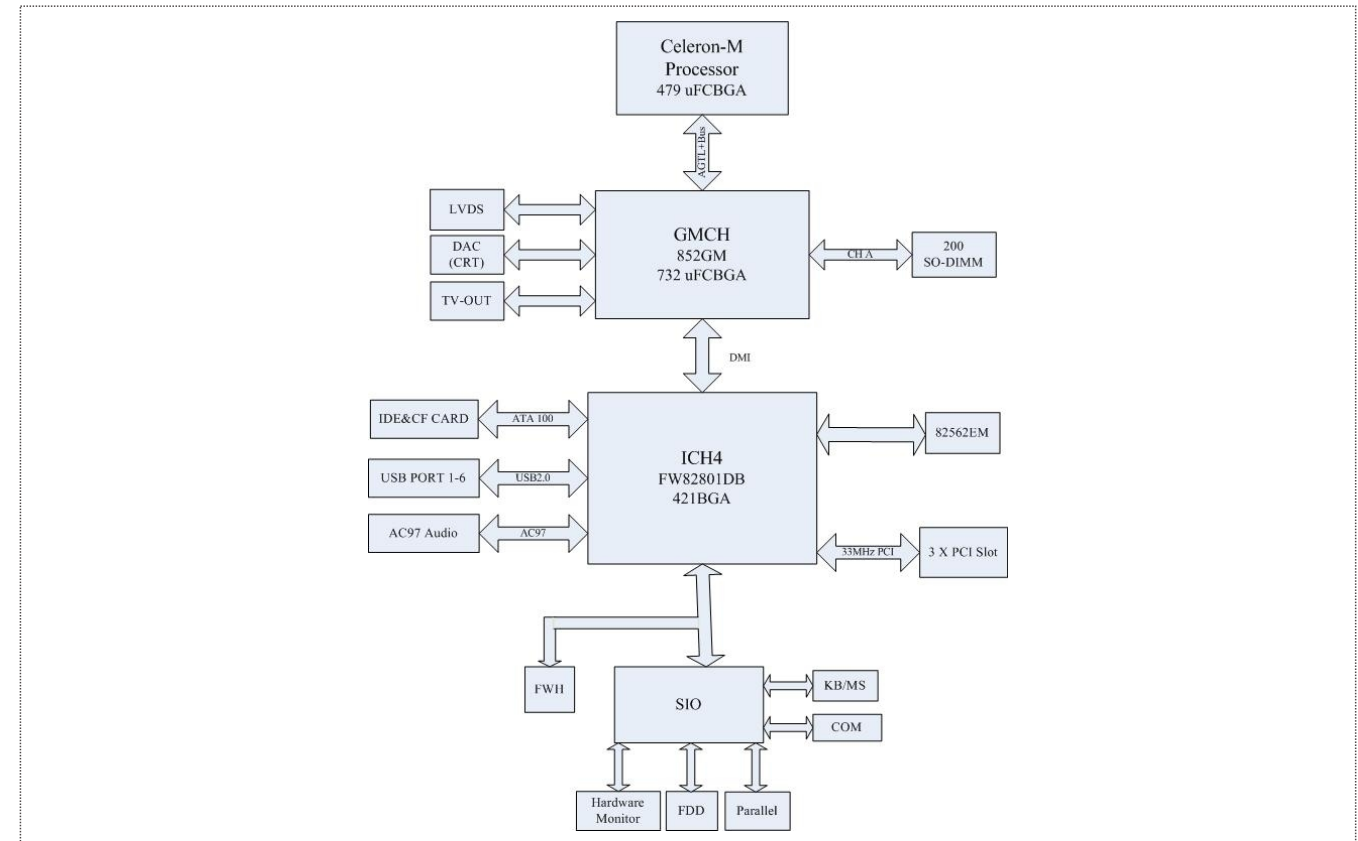 Celeron-M
Processor
479 uFCBGA
AGTL+Bus
LVDS
DAC
(CRT)
TV-OUT
GMCH
852GM
732 uFCBGA
CH A
200
SO-DIMM
DMI
IDE&CF CARD
ATA 100
USB PORT 1-6
USB2.0
AC97 Audio
AC97
ICH4
FW82801DB
421BGA
82562EM
33MHz PCI
3 X PCI Slot
FWH
SIO
KB/MS
COM
Hardware
Monitor
FDD
Parallel